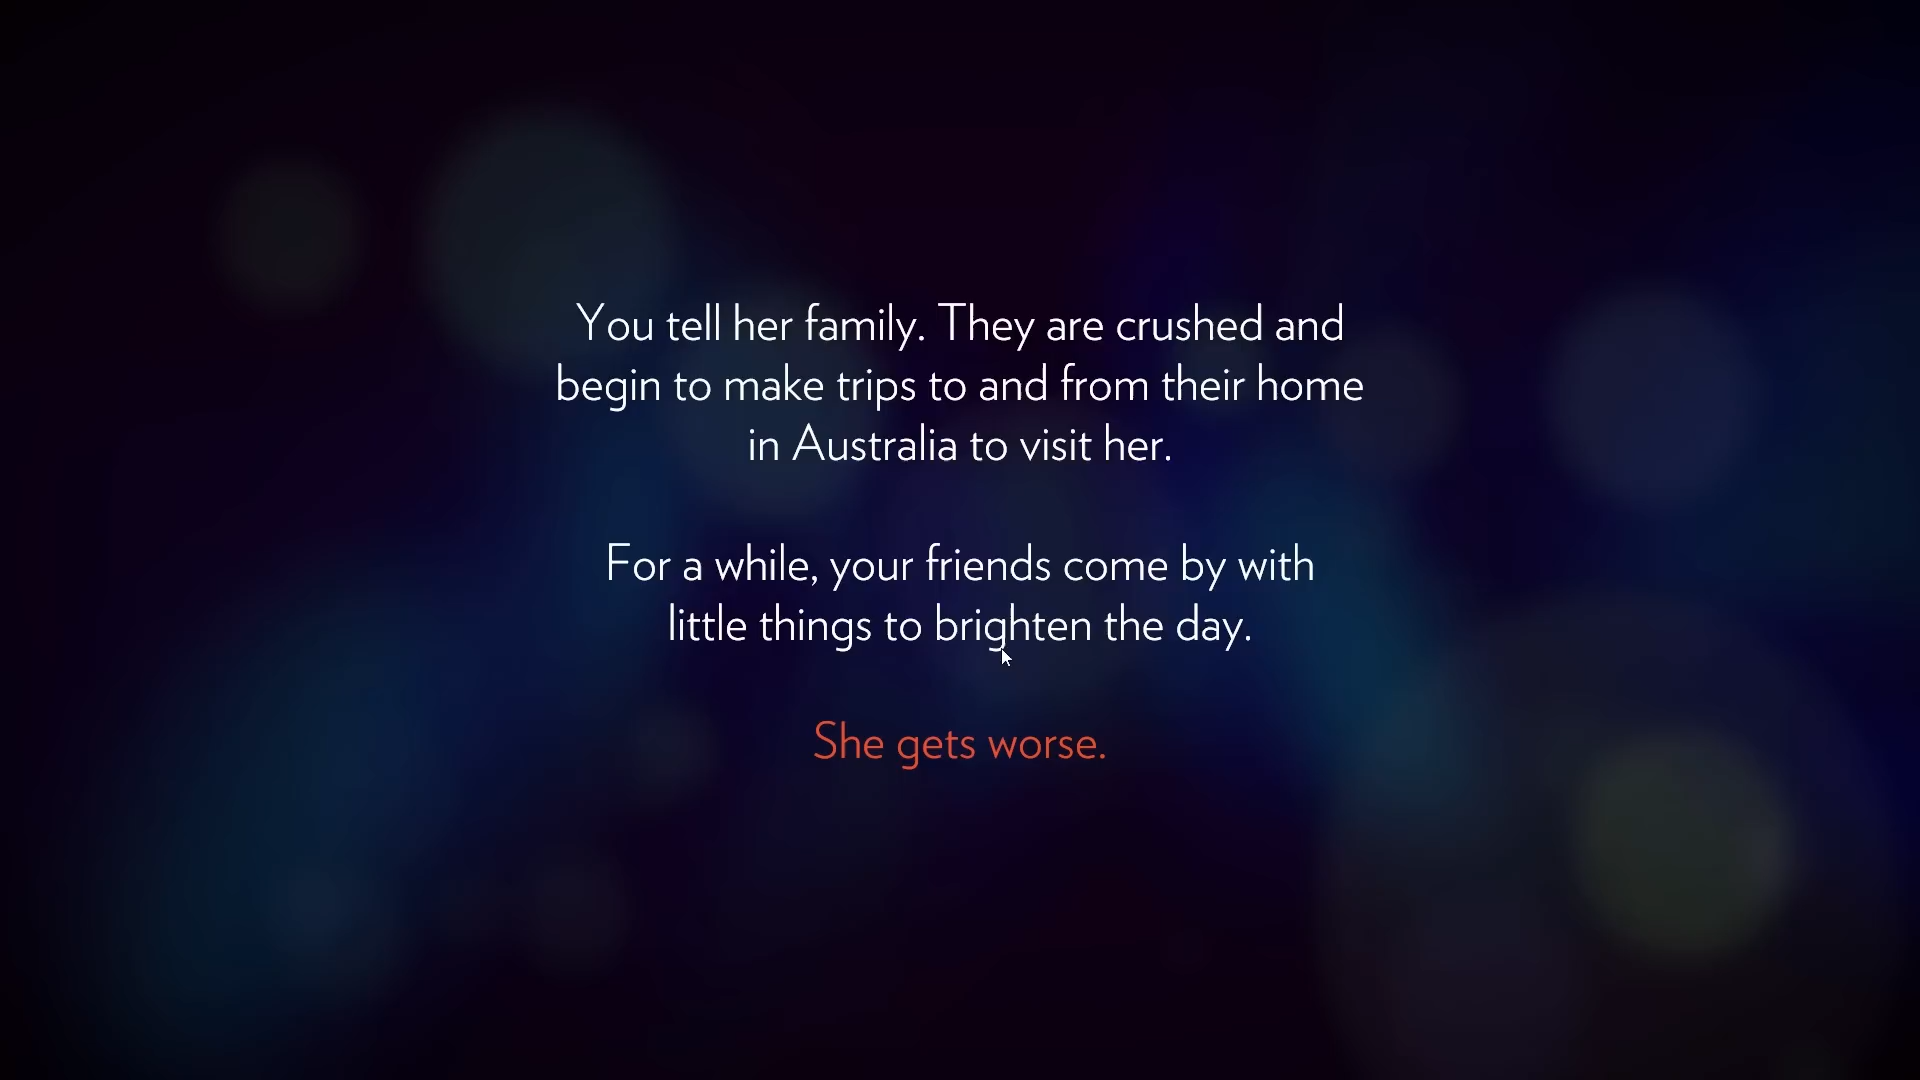 You tell her family. They are crushed and
begin to make trips to and from their home
in Australia to visit her.
For a while, your friends come by with
little things to brighten the day.
She gets worse.